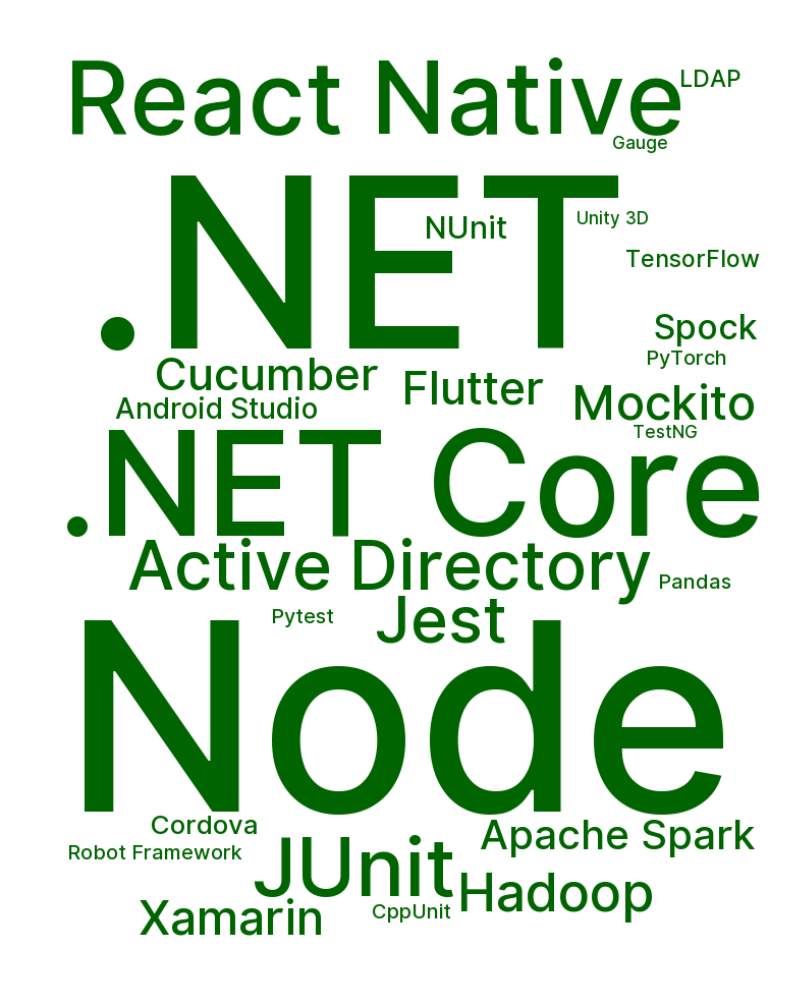 React Native
LDAP
Gauge
.NET
NUnit
Unity 3D
TensorFlow
Spock
PyTorch
Cucumber
Flutter
Mockito
Android Studio
TestNG
.NET Core
Active Directory
Pandas
Jest
Pytest
Node
Cordova
Apache Spark
Robot Framework
JUnit
Hadoop
Xamarin
CppUnit